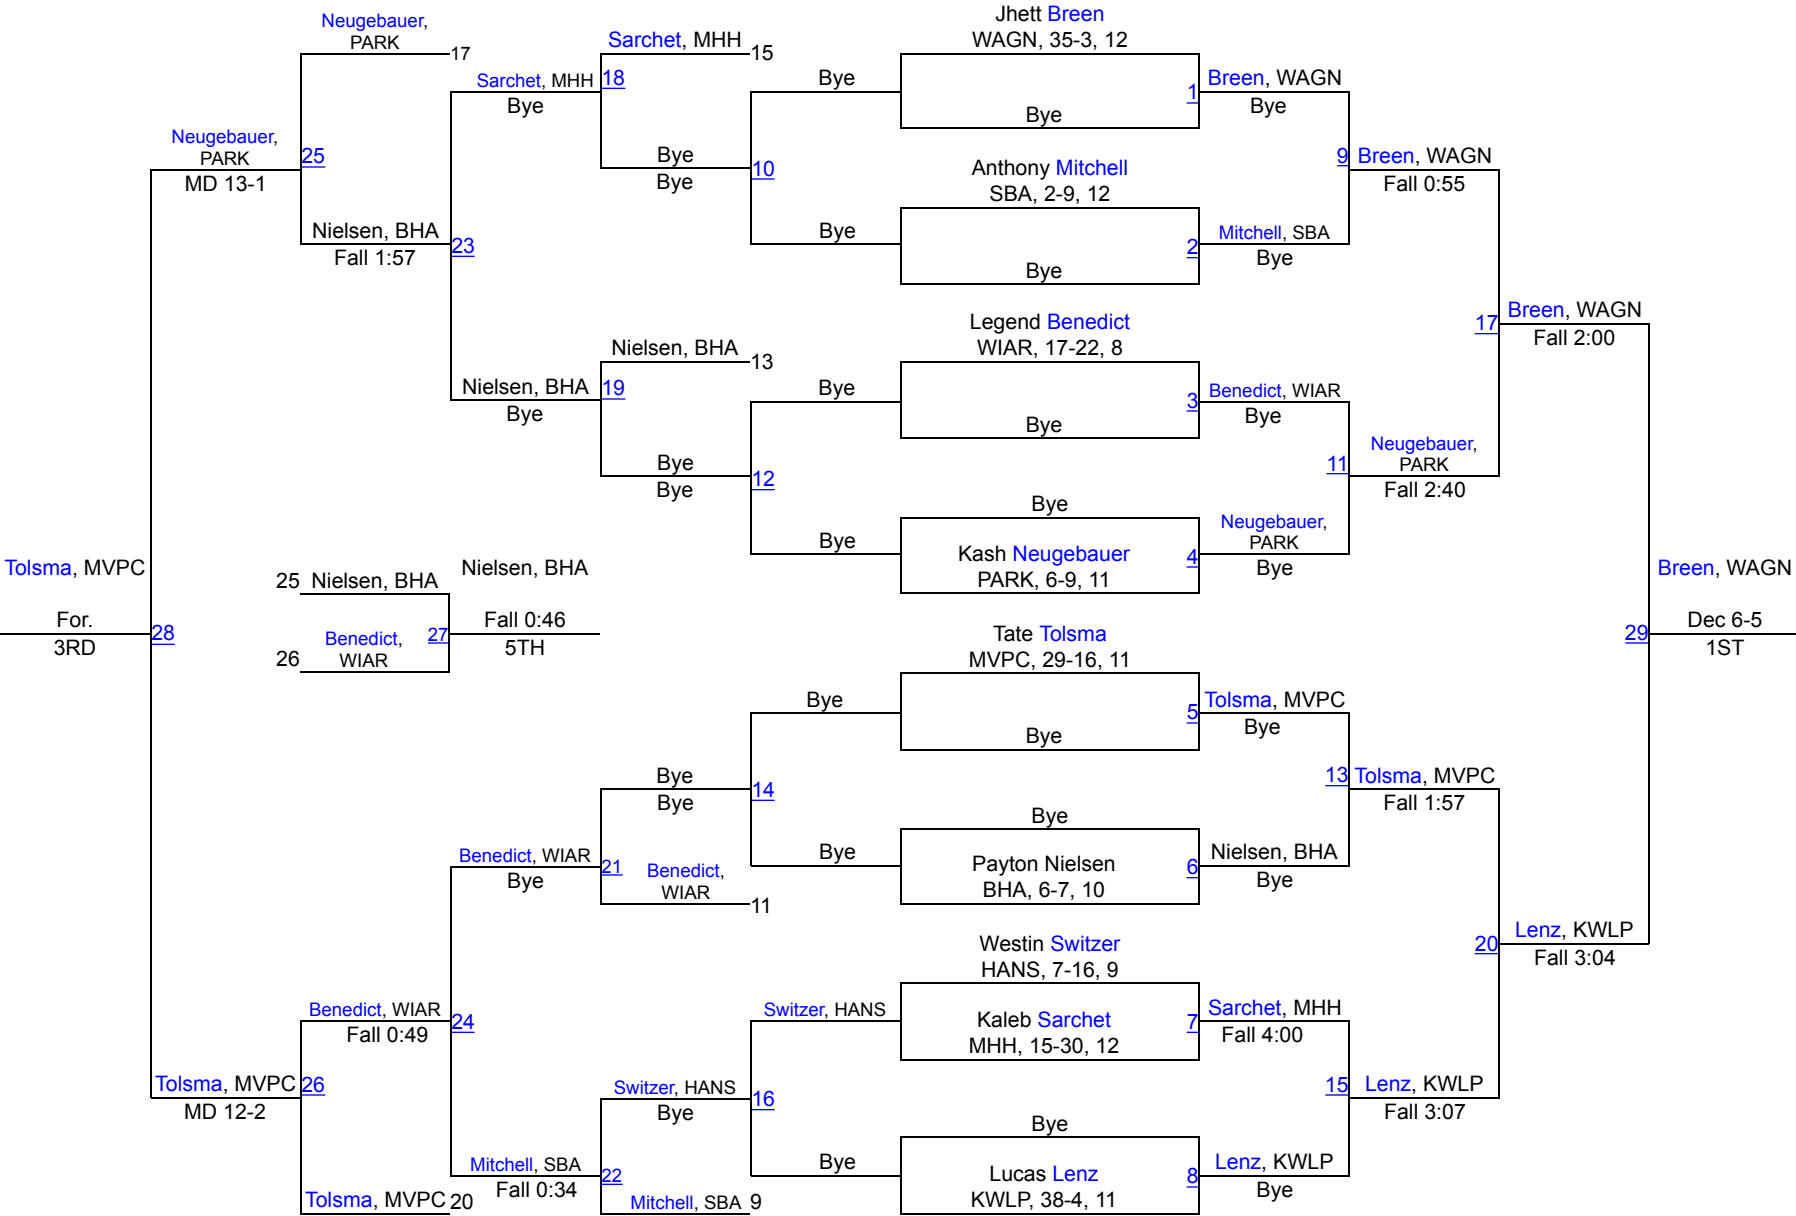 Neugebauer,
PARK
17
Sarchet, MHH
15
Jhett Breen
WAGN, 35-3, 12
Sarchet, MHH
18
Bye
Bye
Bye
1
Breen, WAGN
Bye
Neugebauer,
PARK
25
MD 13-1
Bye
10
Bye
Anthony Mitchell
SBA, 2-9, 12
9
Breen, WAGN
Fall 0:55
Nielsen, BHA
23
Fall 1:57
Bye
Bye
2
Mitchell, SBA
Bye
Nielsen, BHA
13
Legend Benedict
WIAR, 17-22, 8
17
Breen, WAGN
Fall 2:00
Nielsen, BHA
19
Bye
Bye
Bye
3
Benedict, WIAR
Bye
Bye
12
Bye
11
Neugebauer,
PARK
Fall 2:40
Bye
Bye
Kash Neugebauer
PARK, 6-9, 11
4
Neugebauer,
PARK
Bye
Tolsma, MVPC
For.
28
3RD
25
Nielsen, BHA
Nielsen, BHA
Fall 0:46
27
5TH
26
Benedict,
WIAR
Breen, WAGN
Dec 6-5
29
1ST
Tate Tolsma
MVPC, 29-16, 11
Bye
Bye
5
Tolsma, MVPC
Bye
Bye
14
Bye
13
Tolsma, MVPC
Fall 1:57
Bye
Bye
Payton Nielsen
BHA, 6-7, 10
6
Nielsen, BHA
Bye
Benedict, WIAR
21
Bye
Benedict,
WIAR
11
Westin Switzer
HANS, 7-16, 9
20
Lenz, KWLP
Fall 3:04
Benedict, WIAR
24
Fall 0:49
Switzer, HANS
Kaleb Sarchet
MHH, 15-30, 12
7
Sarchet, MHH
Fall 4:00
Tolsma, MVPC
26
MD 12-2
Switzer, HANS
16
Bye
15
Lenz, KWLP
Fall 3:07
Bye
Mitchell, SBA
22
Fall 0:34
Bye
Lucas Lenz
KWLP, 38-4, 11
8
Lenz, KWLP
Bye
Tolsma, MVPC
20
Mitchell, SBA
9